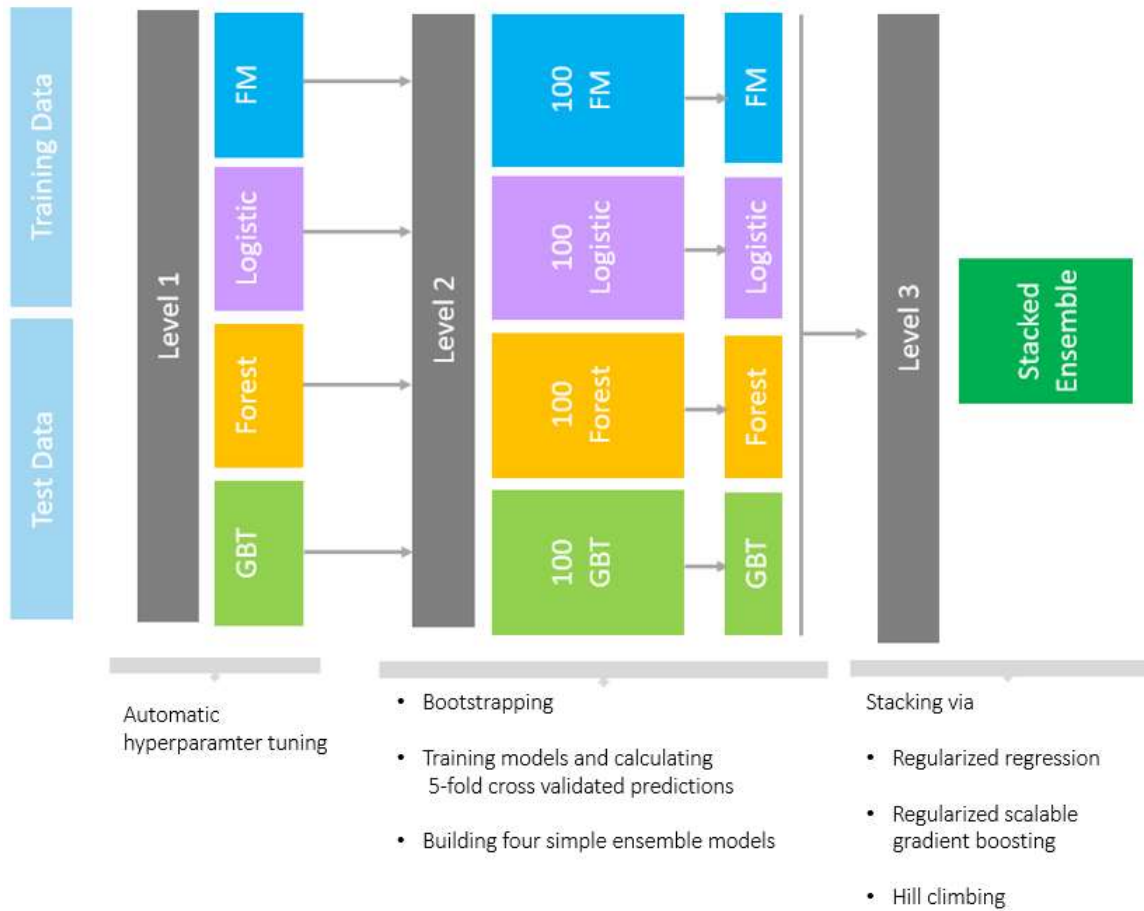 Training Data
Test Data
Level 1
FM
Logistic
Forest
GBT
Level 2
100
FM
100
Logistic
100
Forest
100
GBT
FM
Logistic
Forest
GBT
Level 3
Stacked
Ensemble
Automatic
hyperparamter tuning
• Bootstrapping
• Training models and calculating
5-fold cross validated predictions
• Building four simple ensemble models
Stacking via
• Regularized regression
• Regularized scalable
gradient boosting
• Hill climbing